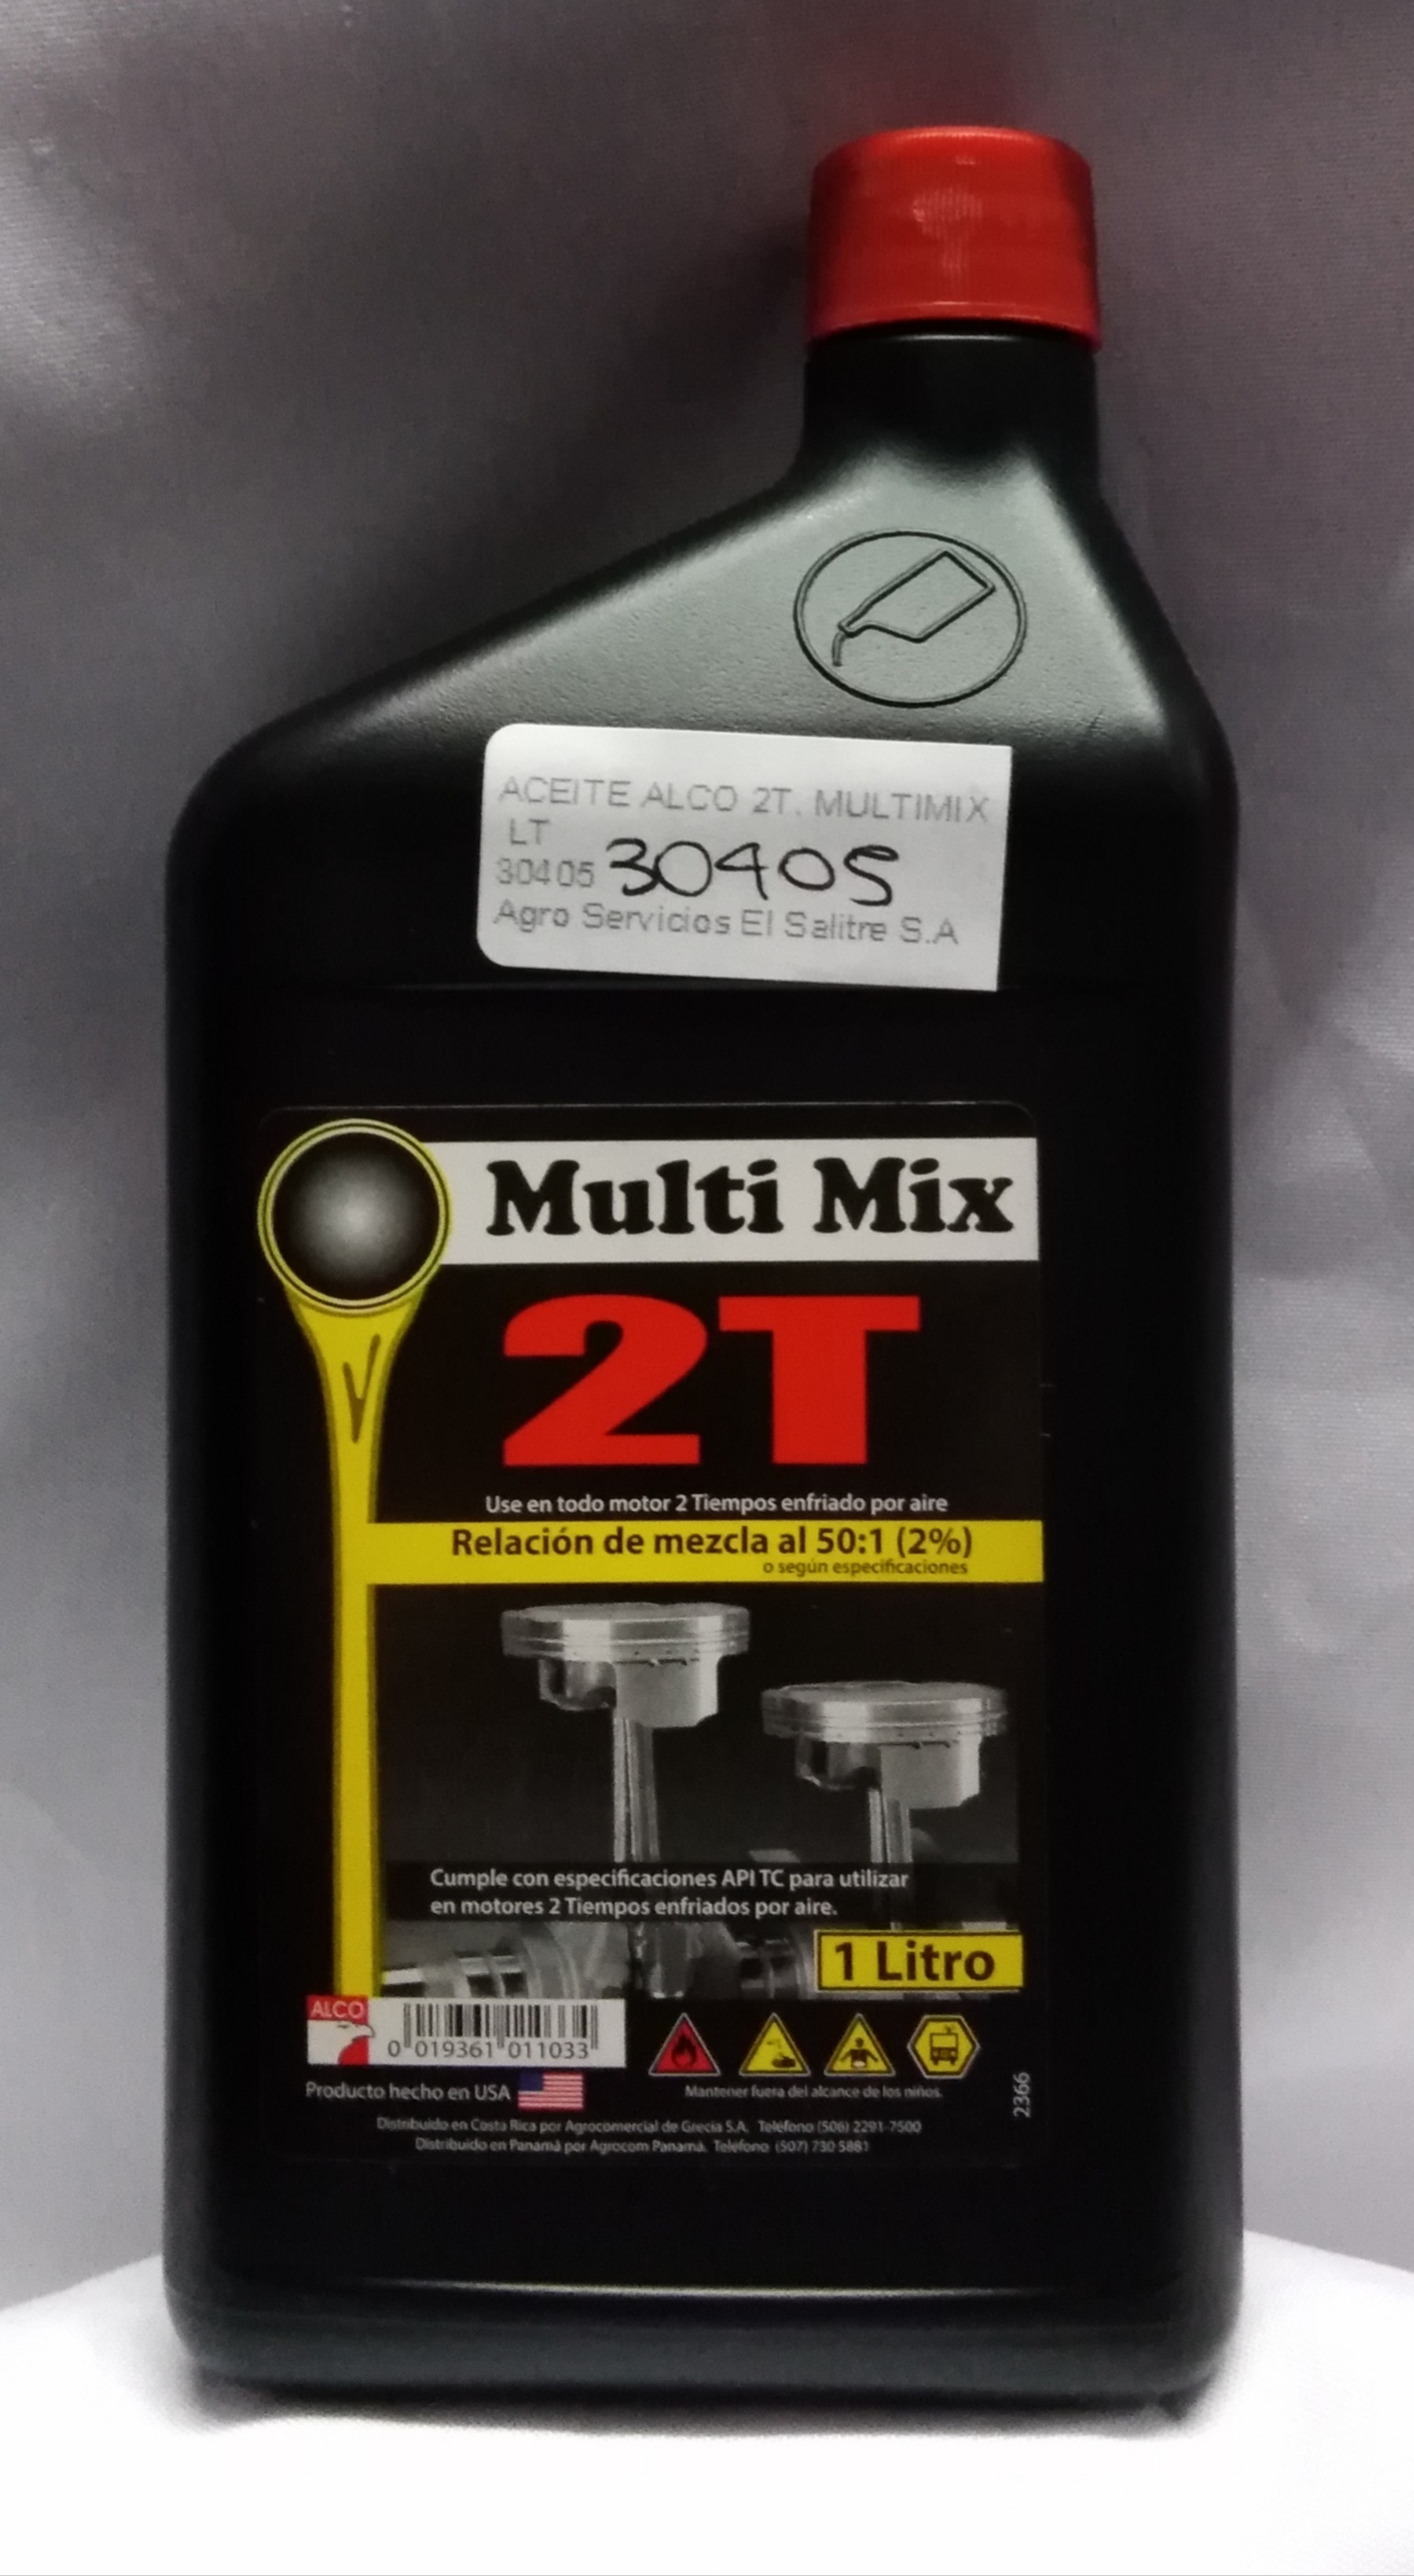 ACEITE ALCO 2T. MULTIMIX
LT
30405 30405
Agro Servicios El Salitre S.A
Multi Mix
2T
Use en todo motor 2 Tiempos enfriado por aire
Relación de mezcla al 50:1 (2%)
o según especificaciones
Cumple con especificaciones API TC para utilizar
en motores 2 Tiempos enfriados por aire.
1 Litro
ALCO
0 019361 011033
Producto hecho en USA
Mantener fuera del alcance de los niños.
2366
Distribuido en Costa Rica por Agrocomercial de Grecia S.A. Teléfono (506) 2291-7500
Distribuido en Panamá por Agrocom Panamá. Teléfono (507) 730 5881